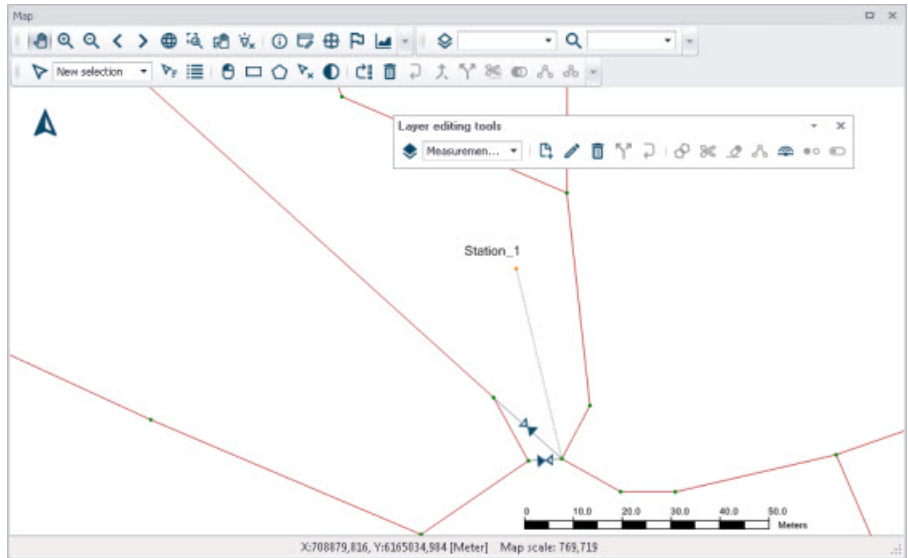 Map
New selection
Layer editing tools
Measuremen...
Station_1
0 10.0 20.0 30.0 40.0 50.0
Meters
X:708879,816, Y:6165034,984 [Meter] Map scale: 769,719